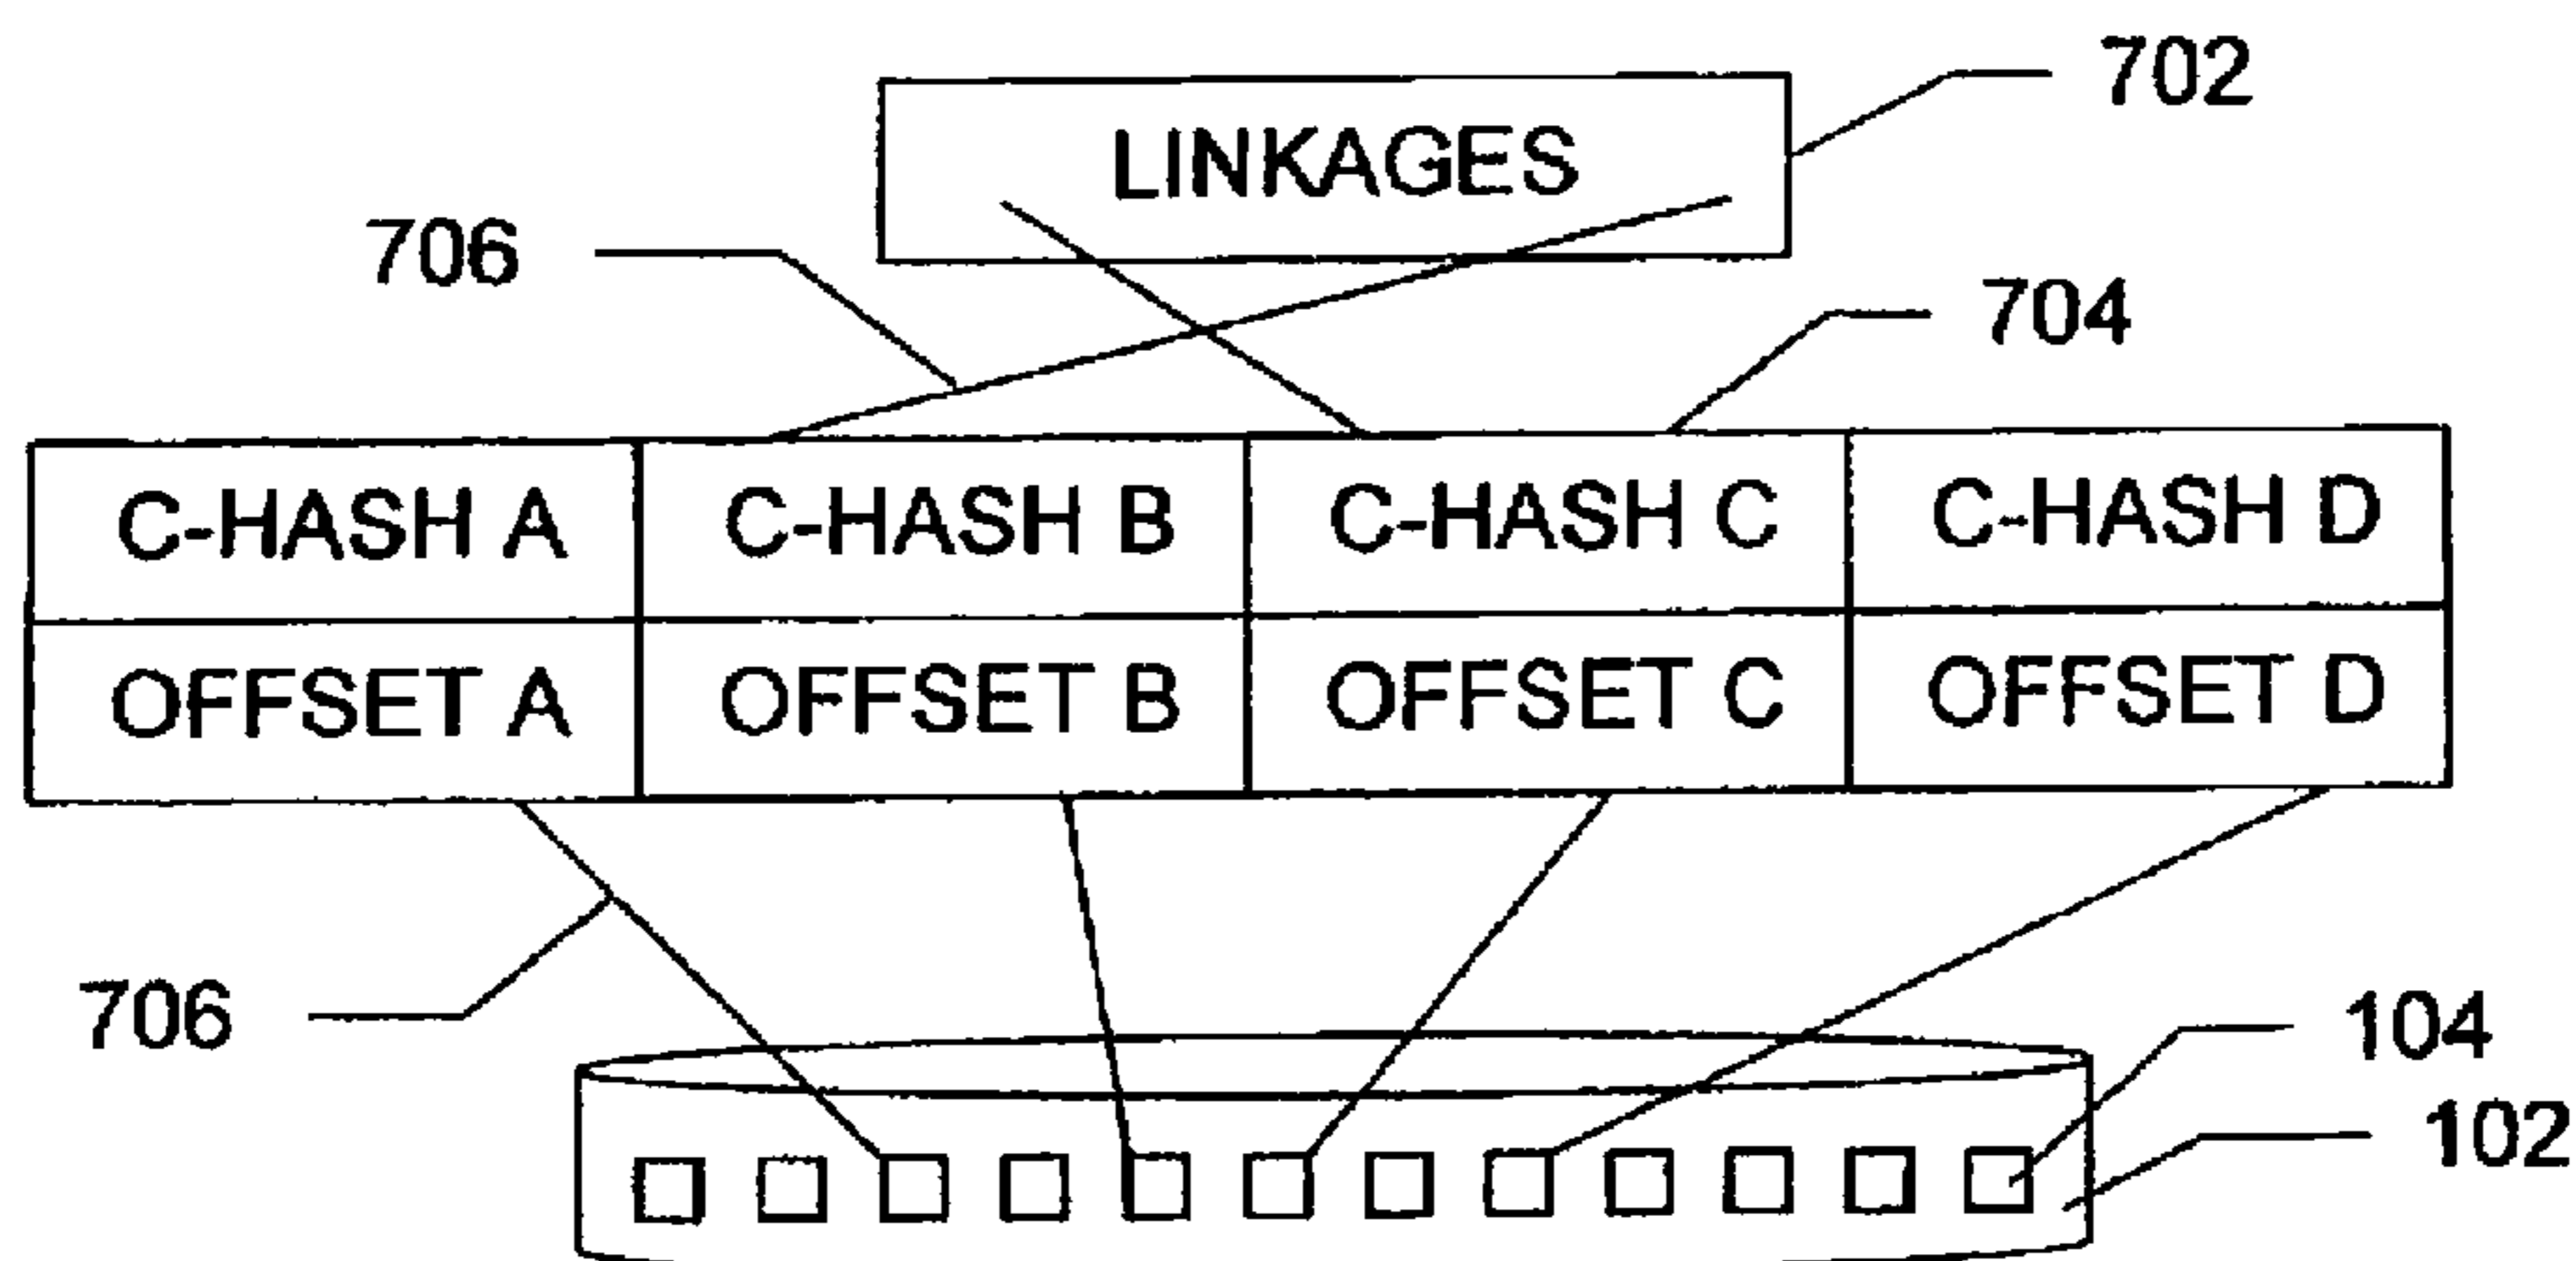 702
LINKAGES
706
704
C-HASH A C-HASH B C-HASH C C-HASH D
OFFSET A OFFSET B OFFSET C OFFSET D
706
104
102